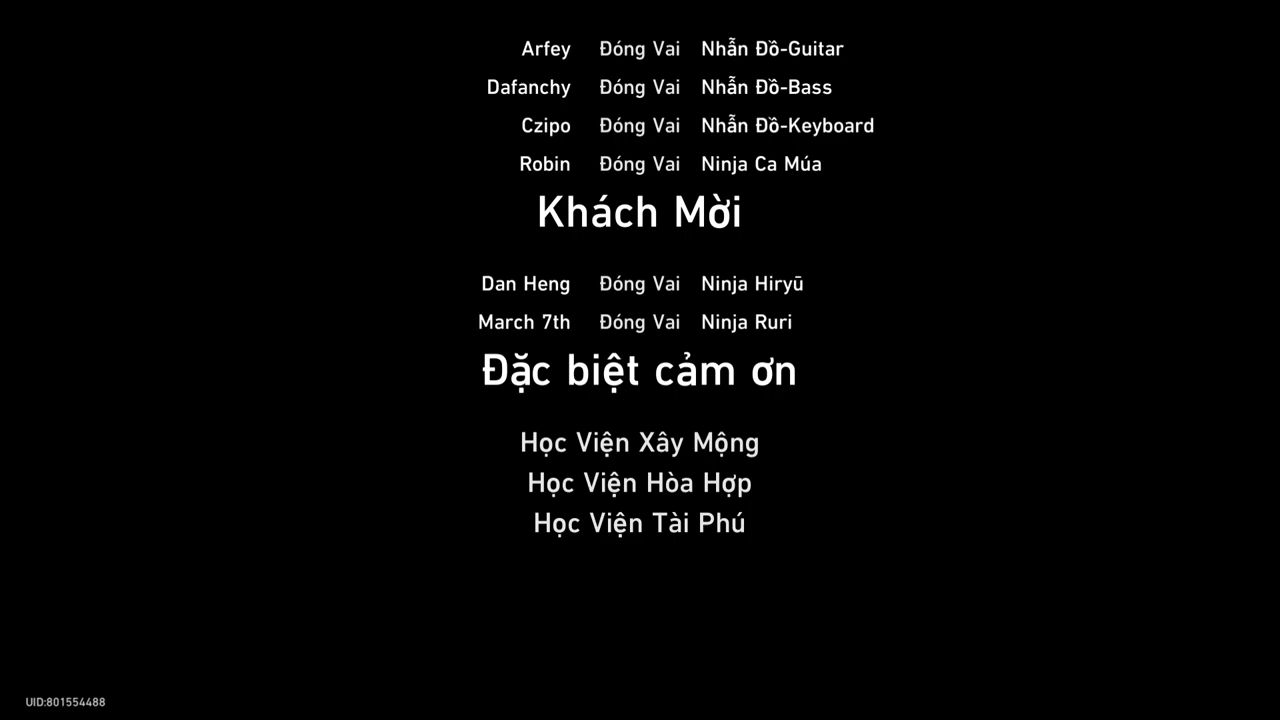 Arfey Đóng Vai Nhẫn Đồ-Guitar
Dafanchy Đóng Vai Nhẫn Đồ-Bass
Czipo Đóng Vai Nhẫn Đồ-Keyboard
Robin Đóng Vai Ninja Ca Múa
Khách Mời
Dan Heng Đóng Vai Ninja Hiryū
March 7th Đóng Vai Ninja Ruri
Đặc biệt cảm ơn
Học Viện Xây Mộng
Học Viện Hòa Hợp
Học Viện Tài Phú
UID:801554488